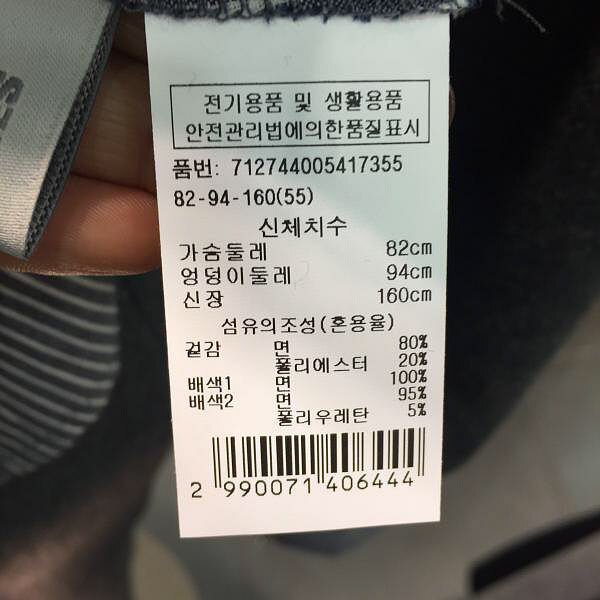 전기용품 및 생활용품
안전관리법에의한품질표시
품번: 712744005417355
82-94-160(55)
신체치수
가슴둘레 82cm
엉덩이둘레 94cm
신장 160cm
섬유의조성(혼용율)
겉감 면 80%
폴리에스터 20%
배색1 면 100%
배색2 면 95%
폴리우레탄 5%
2 990071 406444